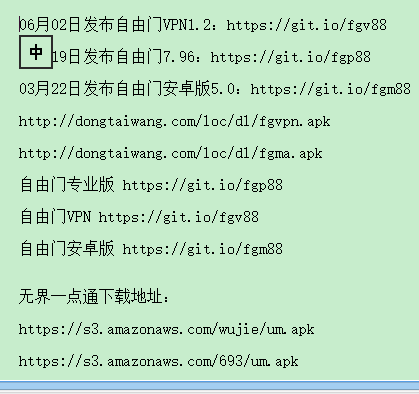 06月02日发布自由门VPN1.2：https://git.io/fgv88
中
19日发布自由门7.96：https://git.io/fgp88
03月22日发布自由门安卓版5.0：https://git.io/fgm88
http://dongtaiwang.com/loc/dl/fgvpn.apk
http://dongtaiwang.com/loc/dl/fgma.apk
自由门专业版 https://git.io/fgp88
自由门VPN https://git.io/fgv88
自由门安卓版 https://git.io/fgm88
无界一点通下载地址：
https://s3.amazonaws.com/wujie/um.apk
https://s3.amazonaws.com/693/um.apk